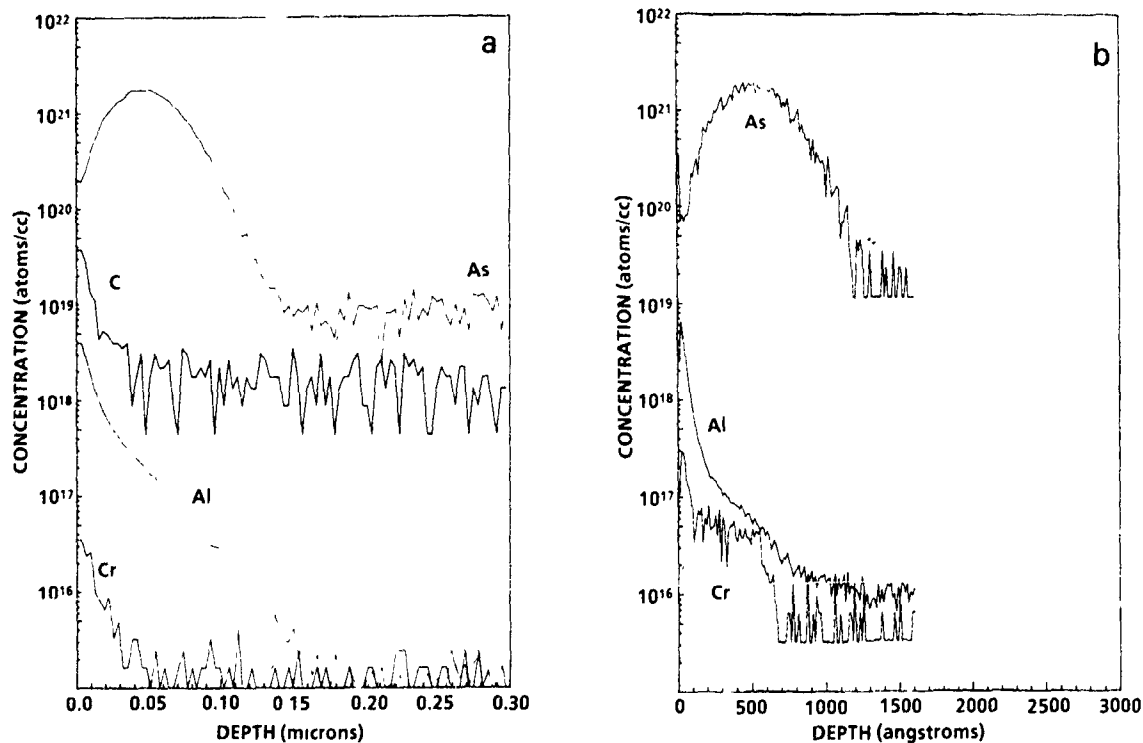 a
CONCENTRATION (atoms/cc)
10²²
10²¹
10²⁰
10¹⁹
10¹⁸
10¹⁷
10¹⁶
C
As
Al
Cr
0.0 0.05 0.10 0.15 0.20 0.25 0.30
DEPTH (microns)
b
CONCENTRATION (atoms/cc)
10²²
10²¹
10²⁰
10¹⁹
10¹⁸
10¹⁷
10¹⁶
As
Al
Cr
0 500 1000 1500 2000 2500 3000
DEPTH (angstroms)